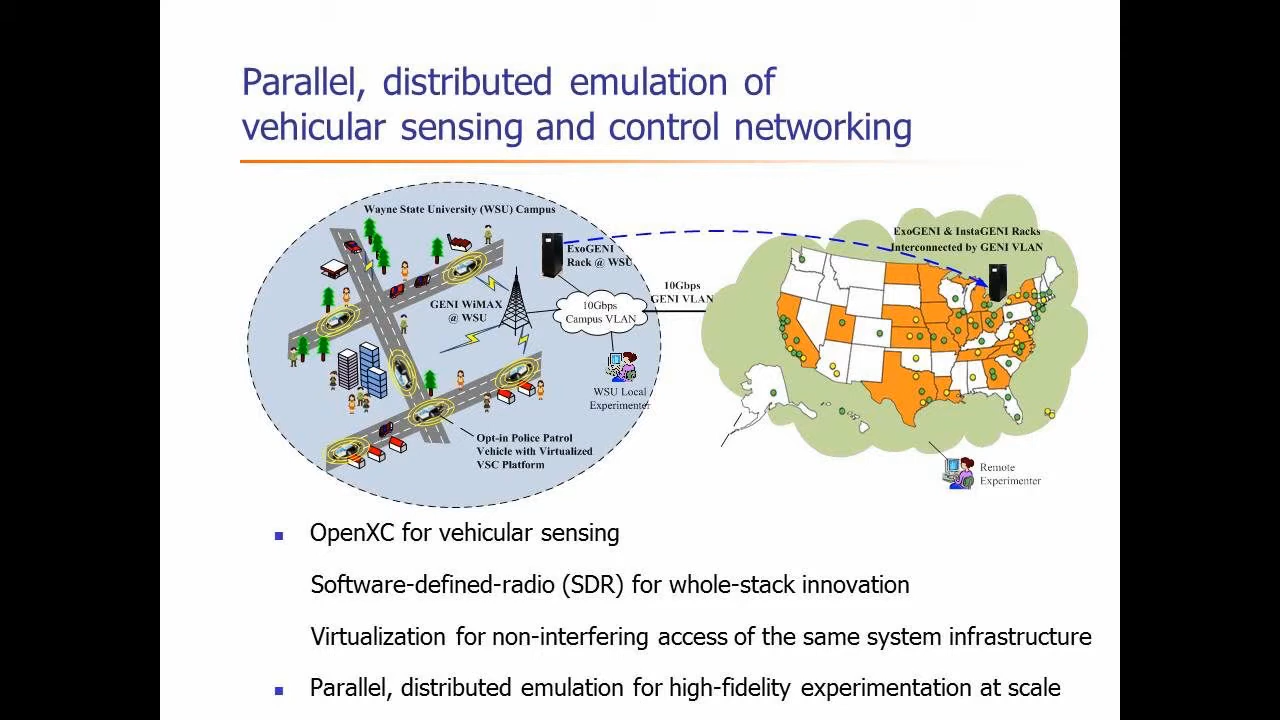 Parallel, distributed emulation of
vehicular sensing and control networking
Wayne State University (WSU) Campus
ExoGENI
Rack @ WSU
GENI WiMAX
@ WSU
10Gbps
Campus VLAN
10Gbps
GENI VLAN
WSU Local
Experimenter
Opt-in Police Patrol
Vehicle with Virtualized
VSC Platform
ExoGENI & InstaGENI Racks
Interconnected by GENI VLAN
Remote
Experimenter
OpenXC for vehicular sensing
Software-defined-radio (SDR) for whole-stack innovation
Virtualization for non-interfering access of the same system infrastructure
Parallel, distributed emulation for high-fidelity experimentation at scale